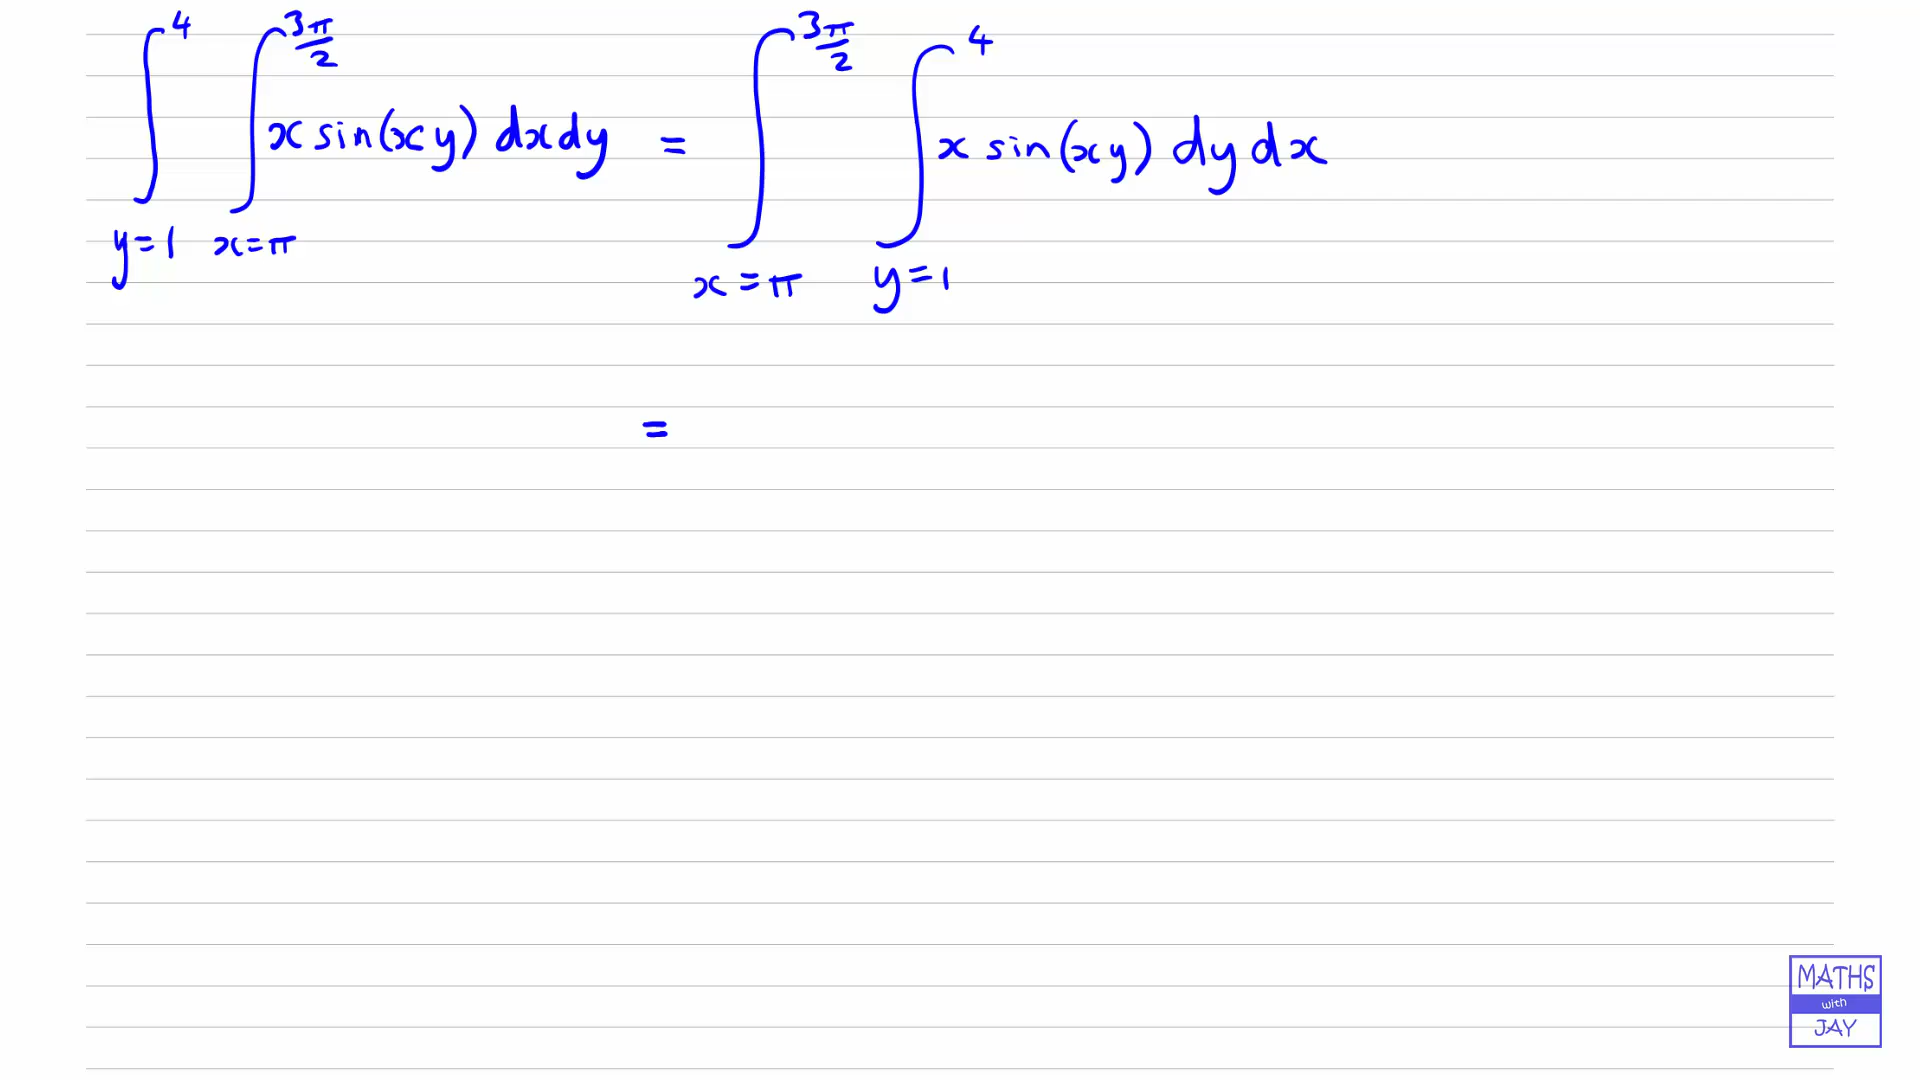 ∫_{y=1}^{4} ∫_{x=π}^{3π/2} x sin(xy) dx dy = ∫_{x=π}^{3π/2} ∫_{y=1}^{4} x sin(xy) dy dx
=
MATHS
with
JAY